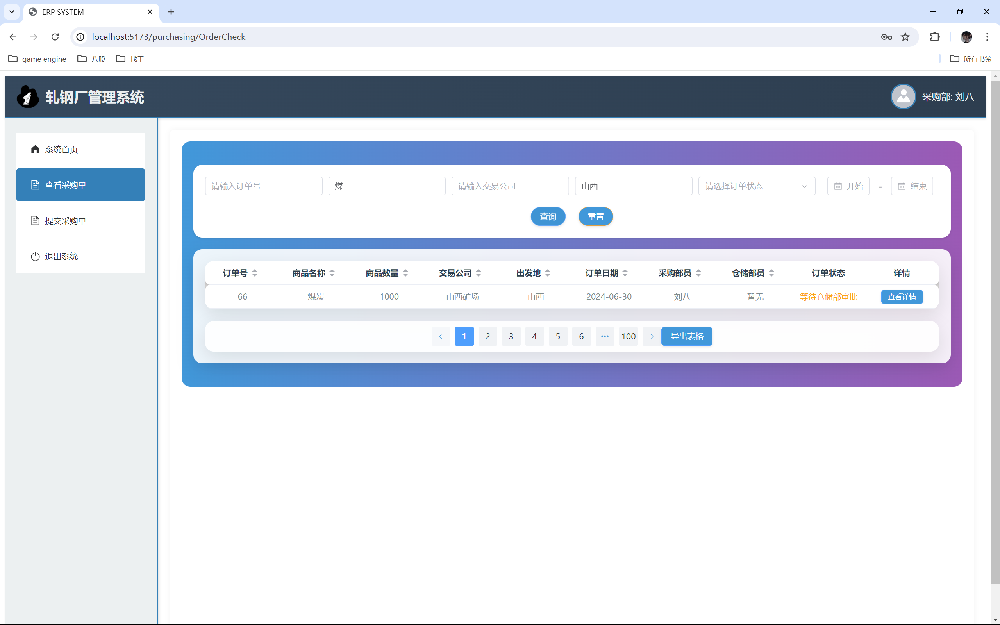 ERP SYSTEM
localhost:5173/purchasing/OrderCheck
game engine 八股 找工 所有书签
轧钢厂管理系统 采购部: 刘八
系统首页
查看采购单
提交采购单
退出系统
请输入订单号 煤 请输入交易公司 山西 请选择订单状态 开始 - 结束
查询 重置
订单号 商品名称 商品数量 交易公司 出发地 订单日期 采购部员 仓储部员 订单状态 详情
66 煤炭 1000 山西矿场 山西 2024-06-30 刘八 暂无 等待仓储部审批 查看详情
1 2 3 4 5 6 ••• 100 导出表格